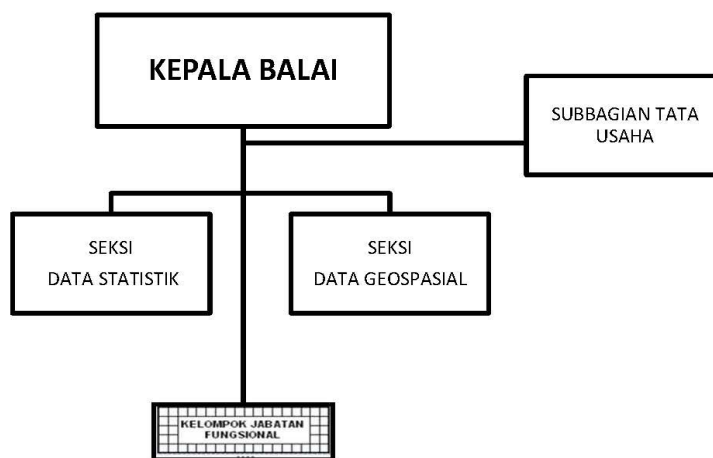 KEPALA BALAI
SUBBAGIAN TATA
USAHA
SEKSI
DATA STATISTIK
SEKSI
DATA GEOSPASIAL
KELOMPOK JABATAN
FUNGSIONAL